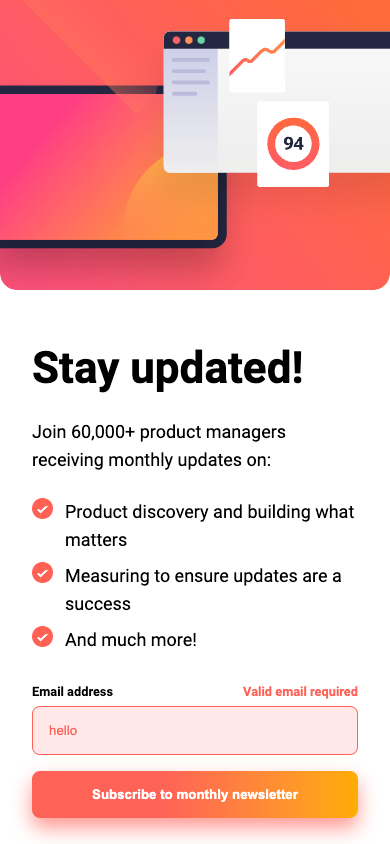 94
Stay updated!
Join 60,000+ product managers
receiving monthly updates on:
Product discovery and building what
matters
Measuring to ensure updates are a
success
And much more!
Email address
Valid email required
hello
Subscribe to monthly newsletter